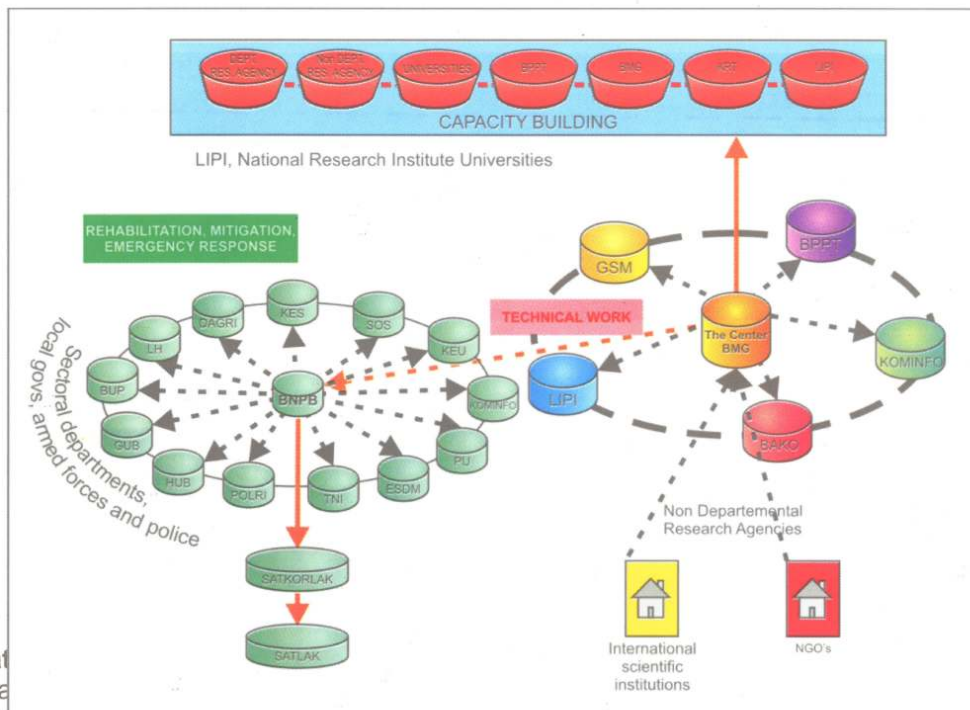 DEPT.
RES. AGENCY
Non DEPT.
RES. AGENCY
UNIVERSITIES
BPPT
BMG
ART
LIPI
CAPACITY BUILDING
LIPI, National Research Institute Universities
REHABILITATION, MITIGATION,
EMERGENCY RESPONSE
BPPT
GSM
TECHNICAL WORK
The Center
BMG
KOMINFO
LIPI
BAKO
KES
SOS
DAGRI
KEU
LH
BUP
BNPB
KOMINFO
GUB
PU
HUB
ESDM
POLRI
TNI
Sectoral departments,
local govs, armed forces and police
Non Departemental
Research Agencies
SATKORLAK
SATLAK
International
scientific
institutions
NGO's